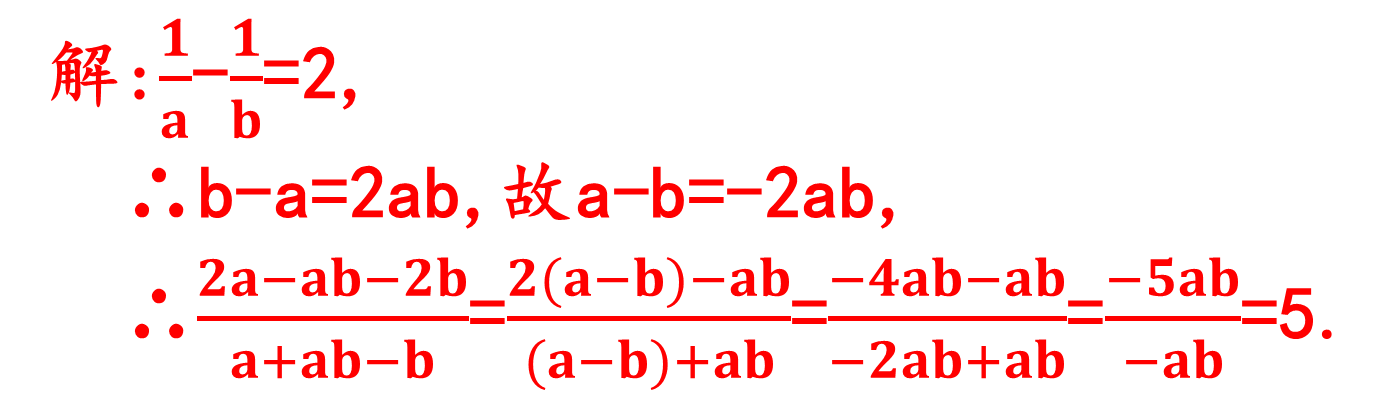 解:1/a-1/b=2,
∴b-a=2ab,故a-b=-2ab,
∴(2a-ab-2b)/(a+ab-b)=(2(a-b)-ab)/((a-b)+ab)=(-4ab-ab)/(-2ab+ab)=(-5ab)/(-ab)=5.